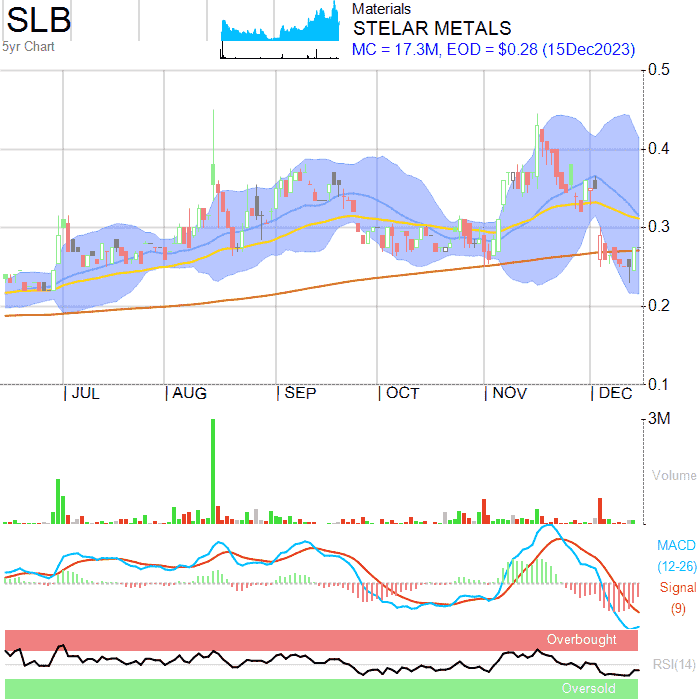 SLB
5yr Chart
Materials
STELAR METALS
MC = 17.3M, EOD = $0.28 (15Dec2023)
0.5
0.4
0.3
0.2
0.1
JUL AUG SEP OCT NOV DEC
3M
Volume
MACD
(12-26)
Signal
(9)
Overbought
RSI(14)
Oversold